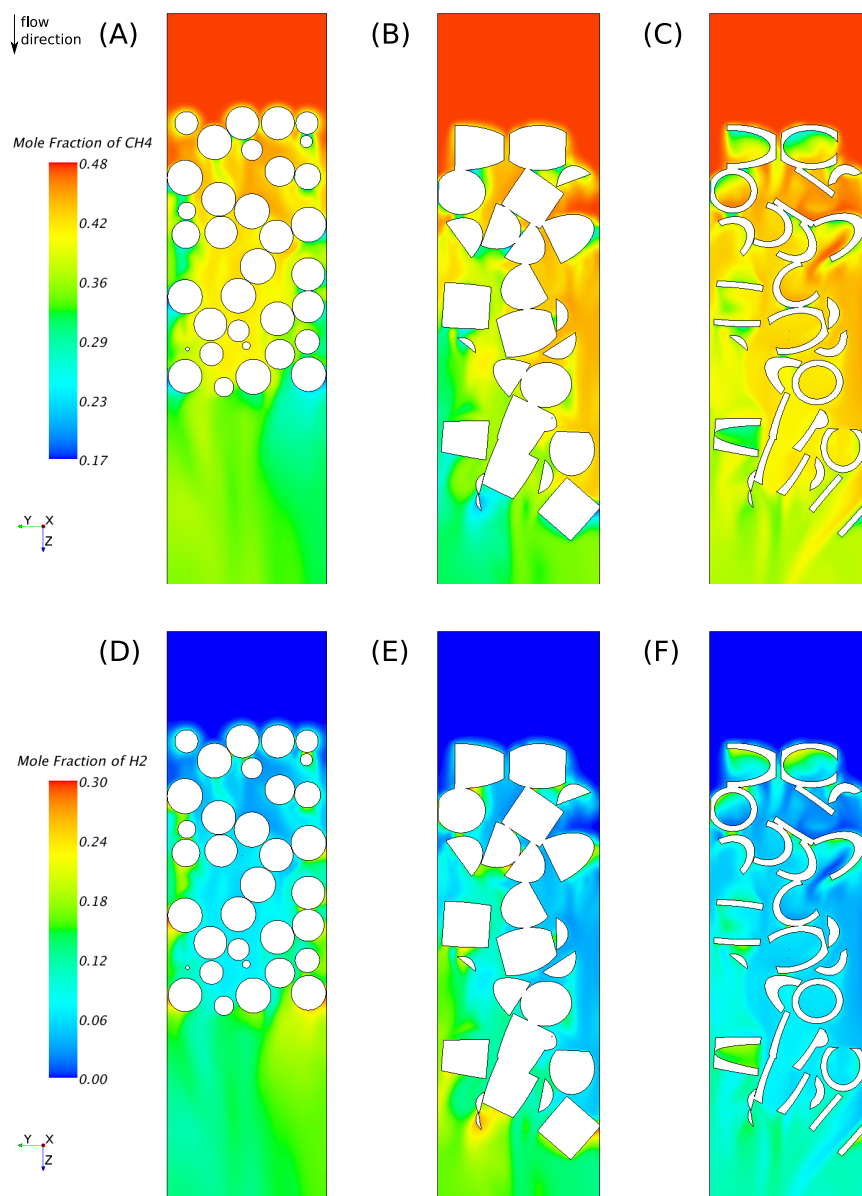 flow
direction
(A)
(B)
(C)
Mole Fraction of CH4
0.48
0.42
0.36
0.29
0.23
0.17
Y
X
Z
(D)
(E)
(F)
Mole Fraction of H2
0.30
0.24
0.18
0.12
0.06
0.00
Y
X
Z